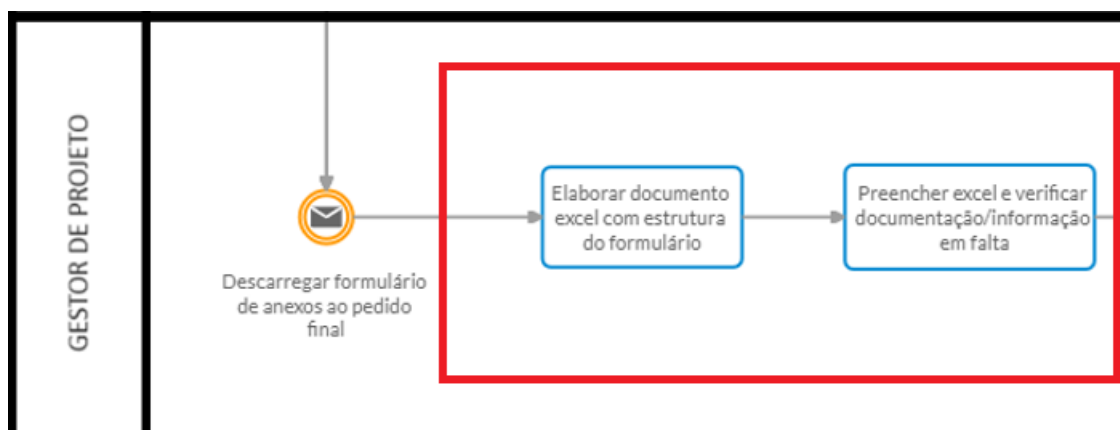 GESTOR DE PROJETO
Descarregar formulário
de anexos ao pedido
final
Elaborar documento
excel com estrutura
do formulário
Preencher excel e verificar
documentação/informação
em falta